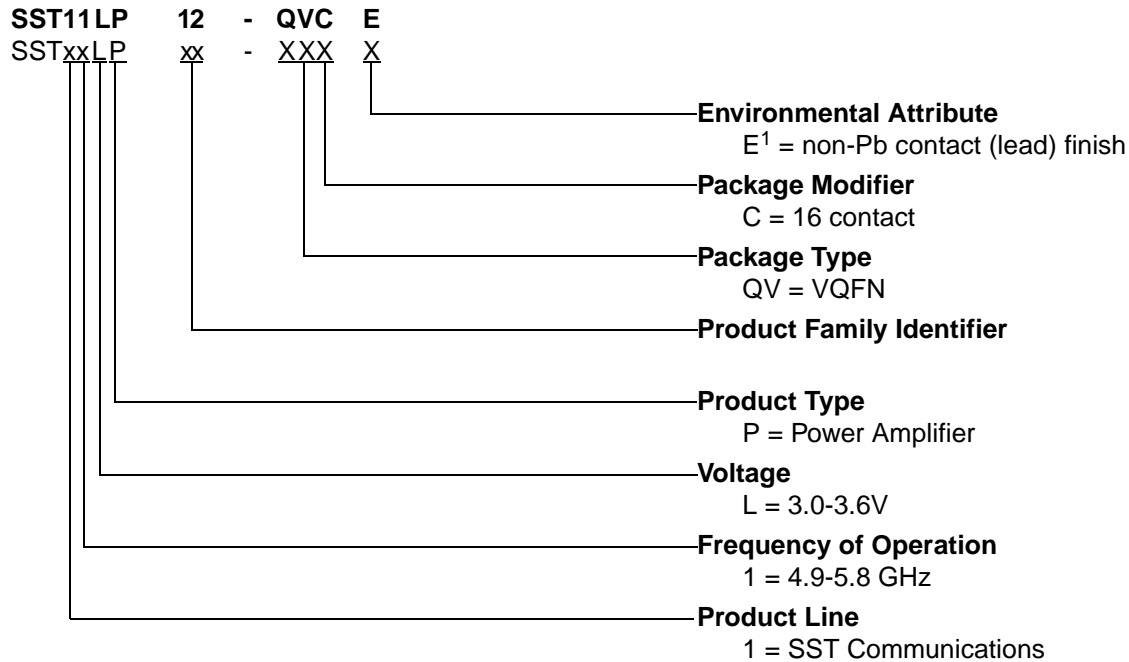 SST11LP 12 - QVC E
SSTxxLP xx - XXX X
Environmental Attribute
E¹ = non-Pb contact (lead) finish
Package Modifier
C = 16 contact
Package Type
QV = VQFN
Product Family Identifier
Product Type
P = Power Amplifier
Voltage
L = 3.0-3.6V
Frequency of Operation
1 = 4.9-5.8 GHz
Product Line
1 = SST Communications